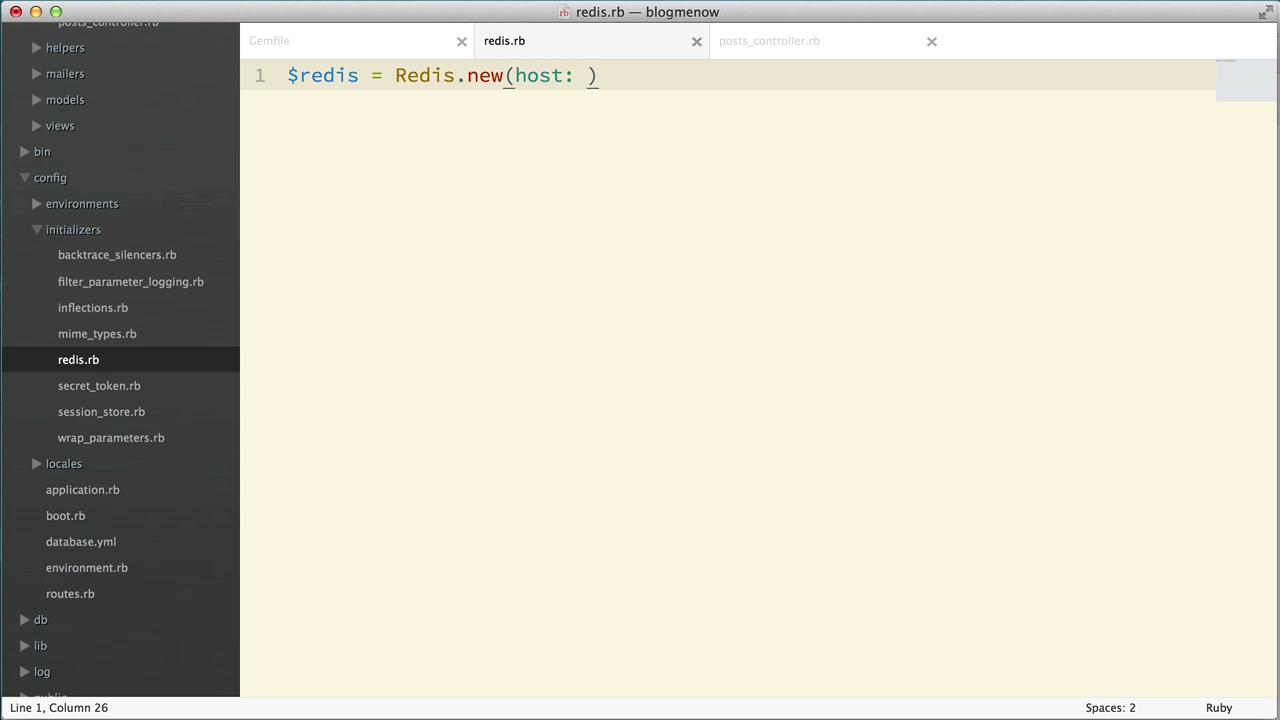 redis.rb — blogmenow
posts_controller.rb
helpers
mailers
models
views
bin
config
environments
initializers
backtrace_silencers.rb
filter_parameter_logging.rb
inflections.rb
mime_types.rb
redis.rb
secret_token.rb
session_store.rb
wrap_parameters.rb
locales
application.rb
boot.rb
database.yml
environment.rb
routes.rb
db
lib
log
public
Gemfile
redis.rb
posts_controller.rb
1 $redis = Redis.new(host: )
Line 1, Column 26
Spaces: 2
Ruby